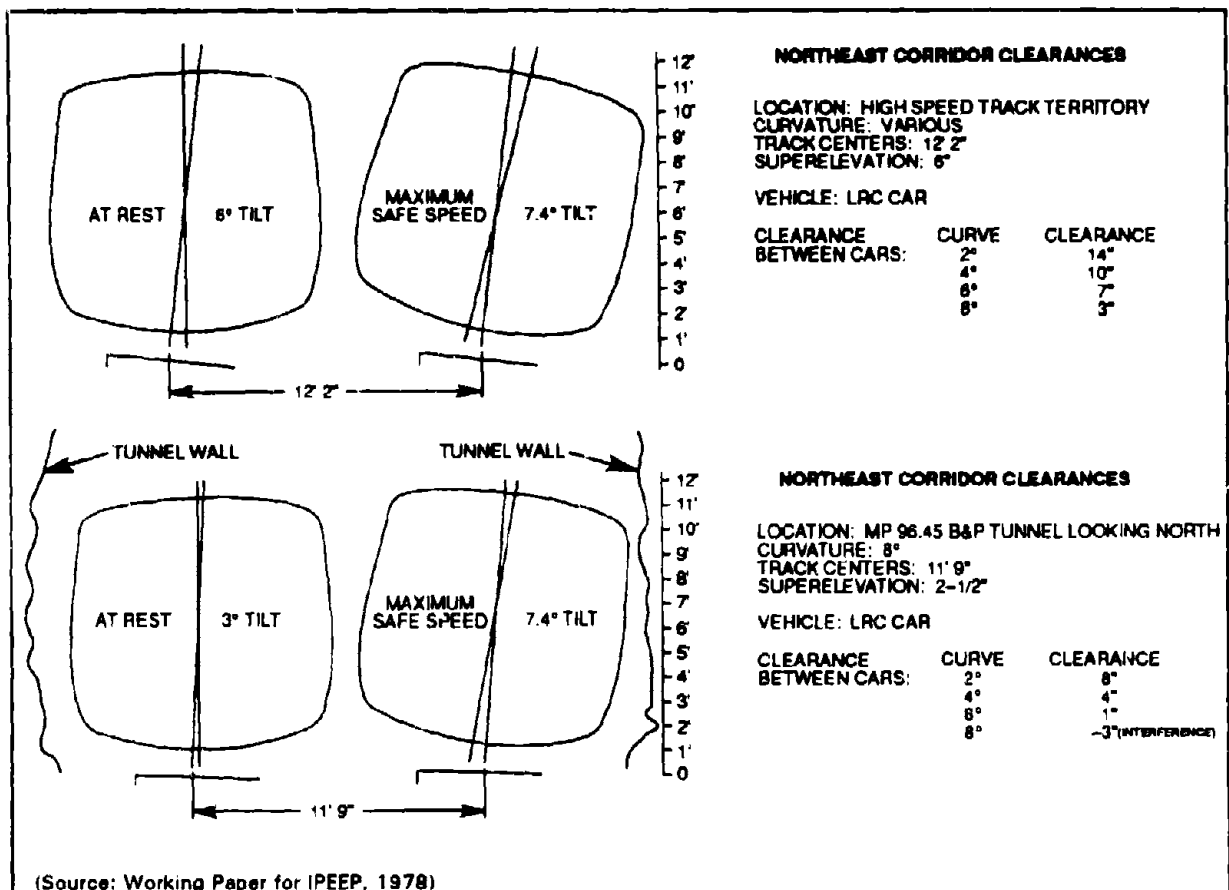 NORTHEAST CORRIDOR CLEARANCES
LOCATION: HIGH SPEED TRACK TERRITORY
CURVATURE: VARIOUS
TRACK CENTERS: 12' 2"
SUPERELEVATION: 6"
VEHICLE: LRC CAR
CLEARANCE CURVE CLEARANCE
BETWEEN CARS: 2° 14"
4° 10"
6° 7"
8° 3"
AT REST 6° TILT
MAXIMUM
SAFE SPEED 7.4° TILT
12'
11'
10'
9'
8'
7'
6'
5'
4'
3'
2'
1'
0
12' 2"
TUNNEL WALL TUNNEL WALL
AT REST 3° TILT
MAXIMUM
SAFE SPEED 7.4° TILT
12'
11'
10'
9'
8'
7'
6'
5'
4'
3'
2'
1'
0
11' 9"
NORTHEAST CORRIDOR CLEARANCES
LOCATION: MP 96.45 B&P TUNNEL LOOKING NORTH
CURVATURE: 8°
TRACK CENTERS: 11' 9"
SUPERELEVATION: 2-1/2"
VEHICLE: LRC CAR
CLEARANCE CURVE CLEARANCE
BETWEEN CARS: 2° 8"
4° 4"
6° 1"
8° -3" (INTERFERENCE)
(Source: Working Paper for IPEEP, 1978)